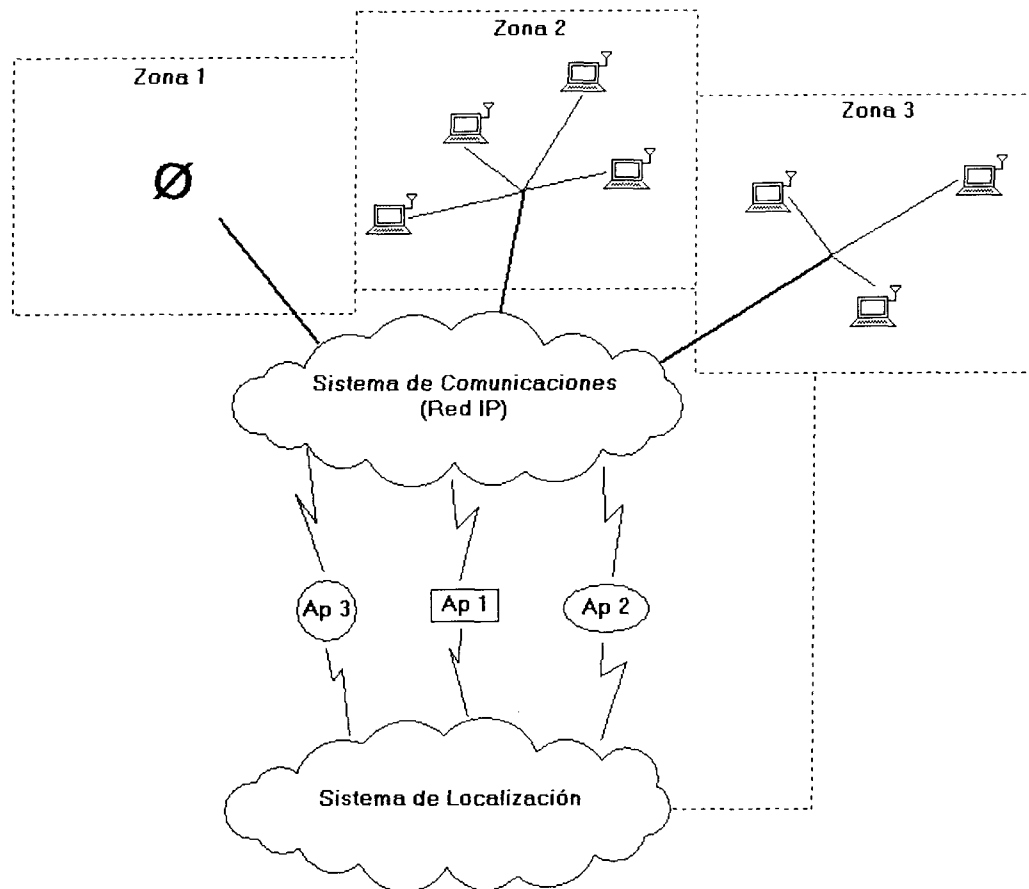 Zona 2
Zona 1
Zona 3
Ø
Sistema de Comunicaciones
(Red IP)
Ap 3
Ap 1
Ap 2
Sistema de Localización